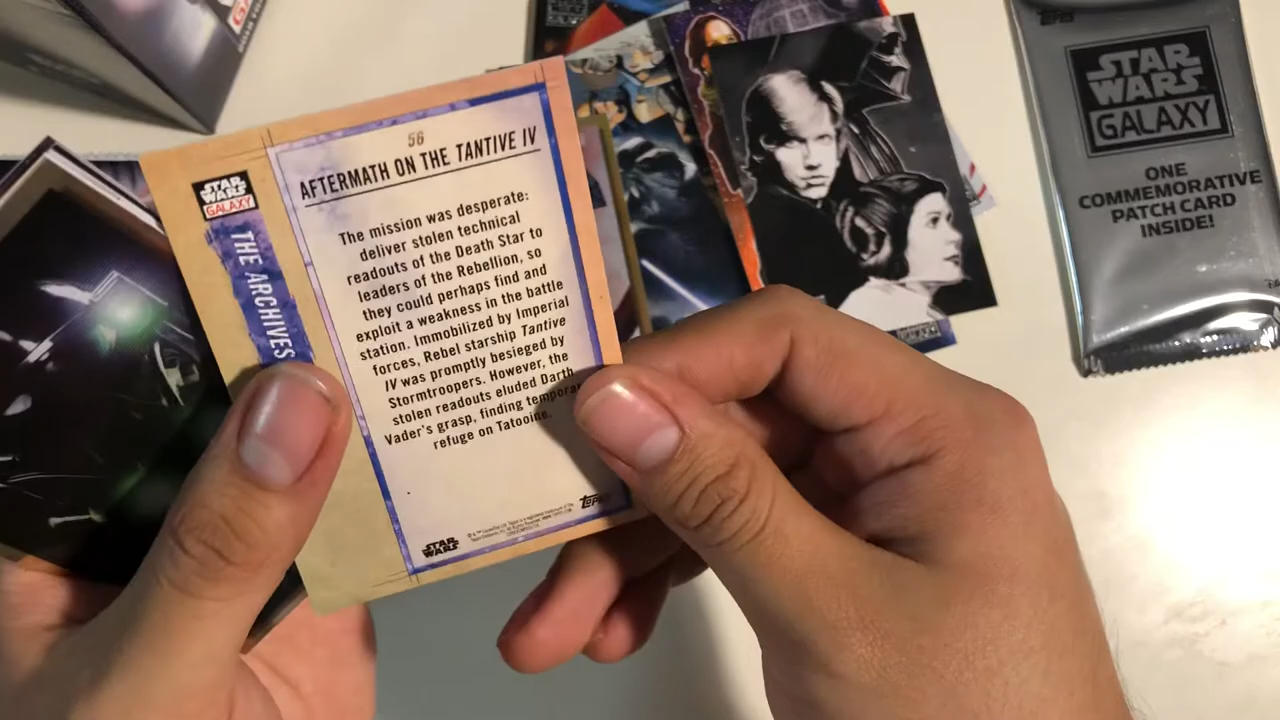 56
AFTERMATH ON THE TANTIVE IV
The mission was desperate:
deliver stolen technical
readouts of the Death Star to
leaders of the Rebellion, so
they could perhaps find and
exploit a weakness in the battle
station. Immobilized by Imperial
forces, Rebel starship Tantive
IV was promptly besieged by
Stormtroopers. However, the
stolen readouts eluded Darth
Vader's grasp, finding
refuge on Tatooine.
STAR
WARS
GALAXY
THE ARCHIVES
STAR
WARS
TOPPS
TOPPS
STAR
WARS
GALAXY
ONE
COMMEMORATIVE
PATCH CARD
INSIDE!